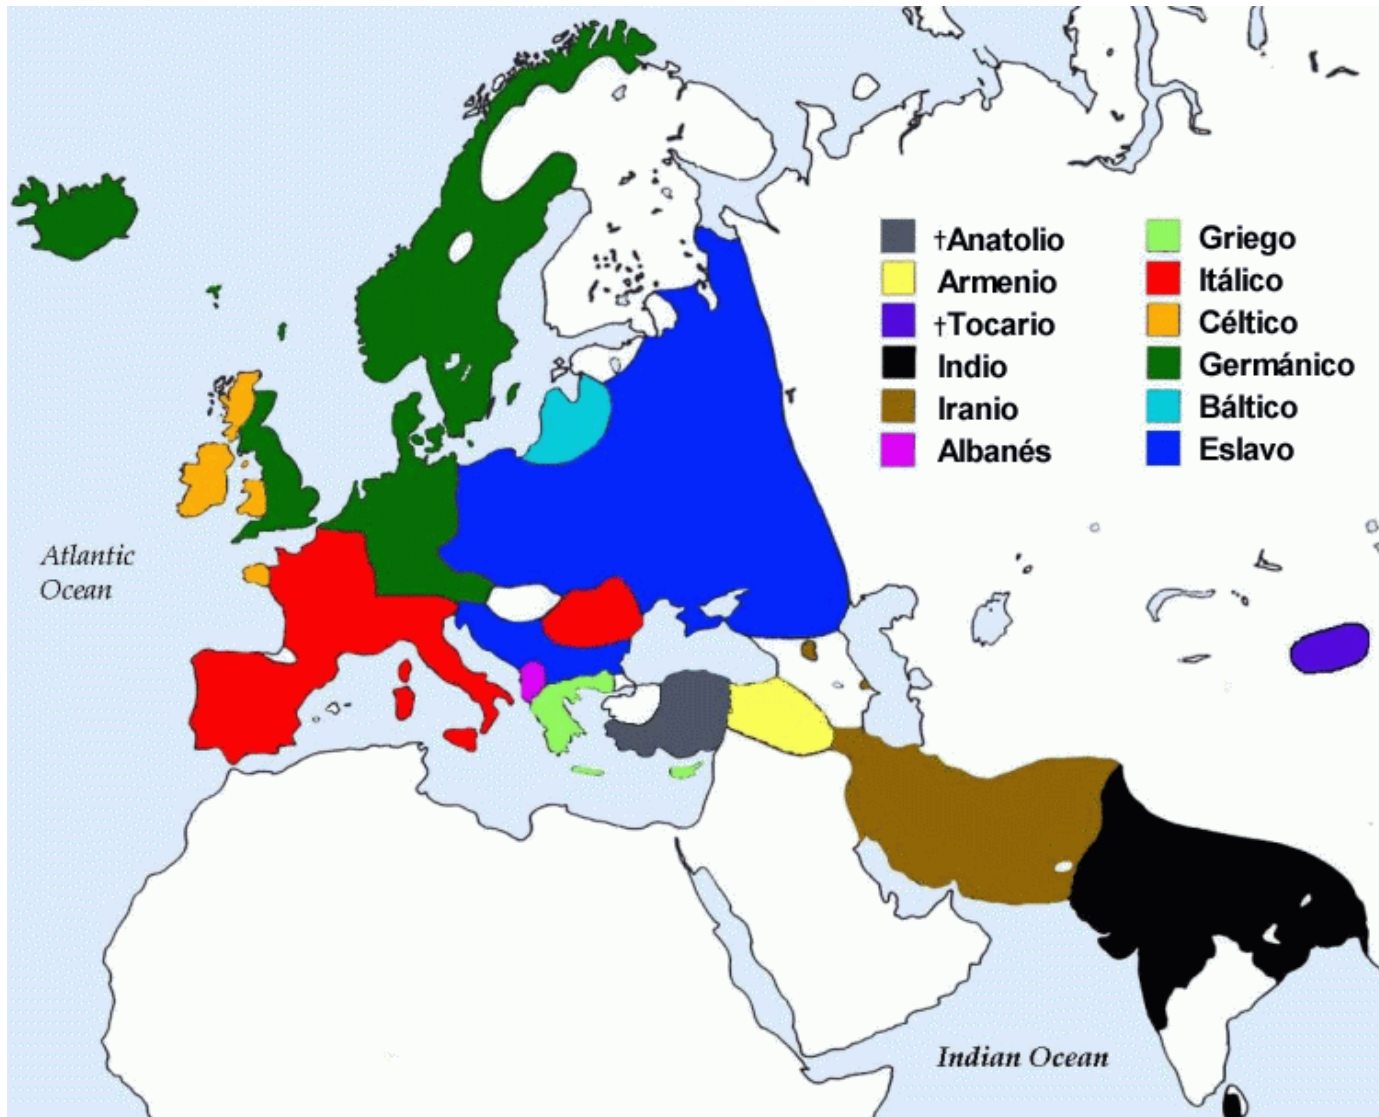 †Anatolio
Armenio
†Tocario
Indio
Iranio
Albanés
Griego
Itálico
Céltico
Germánico
Báltico
Eslavo
Atlantic
Ocean
Indian Ocean